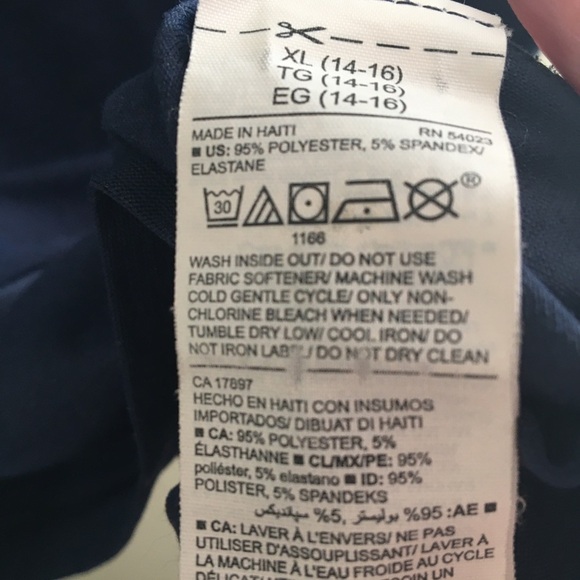 XL (14-16)
TG (14-16)
EG (14-16)
MADE IN HAITI RN 54023
■ US: 95% POLYESTER, 5% SPANDEX/
ELASTANE
30
®
1166
WASH INSIDE OUT/ DO NOT USE
FABRIC SOFTENER/ MACHINE WASH
COLD GENTLE CYCLE/ ONLY NON-
CHLORINE BLEACH WHEN NEEDED/
TUMBLE DRY LOW/ COOL IRON/ DO
NOT IRON LABEL/ DO NOT DRY CLEAN
CA 17897
HECHO EN HAITI CON INSUMOS
IMPORTADOS/ DIBUAT DI HAITI
■ CA: 95% POLYESTER, 5%
ÉLASTHANNE ■ CL/MX/PE: 95%
poliéster, 5% elastano ■ ID: 95%
POLISTER, 5% SPANDEKS
■ AE: 95% بوليستر, 5% سپانديكس
■ CA: LAVER À L'ENVERS/ NE PAS
UTILISER D'ASSOUPLISSANT/ LAVER À
LA MACHINE À L'EAU FROIDE AU CYCLE